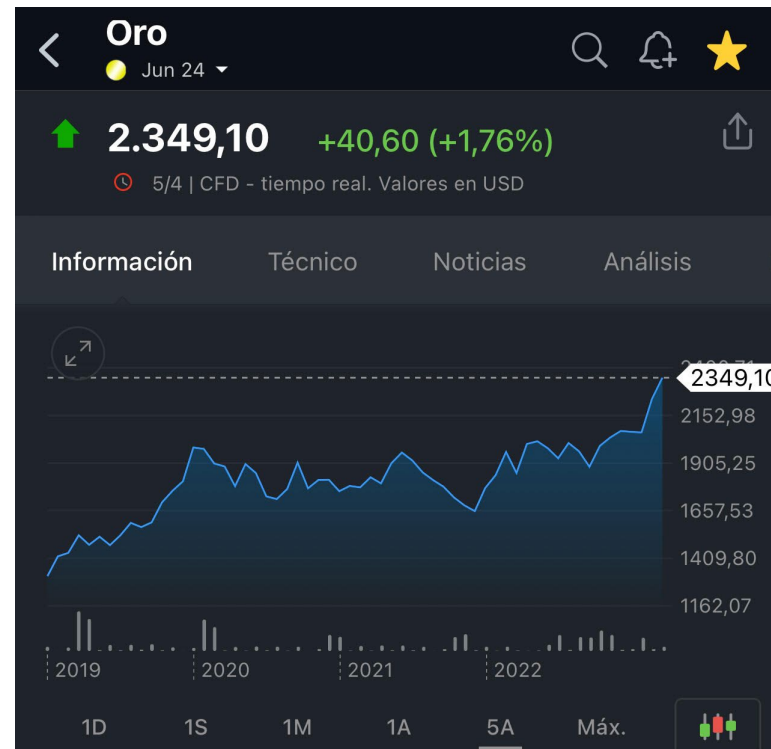 Oro
Jun 24
2.349,10 +40,60 (+1,76%)
5/4 | CFD - tiempo real. Valores en USD
Información Técnico Noticias Análisis
2349,10
2152,98
1905,25
1657,53
1409,80
1162,07
2019 2020 2021 2022
1D 1S 1M 1A 5A Máx.